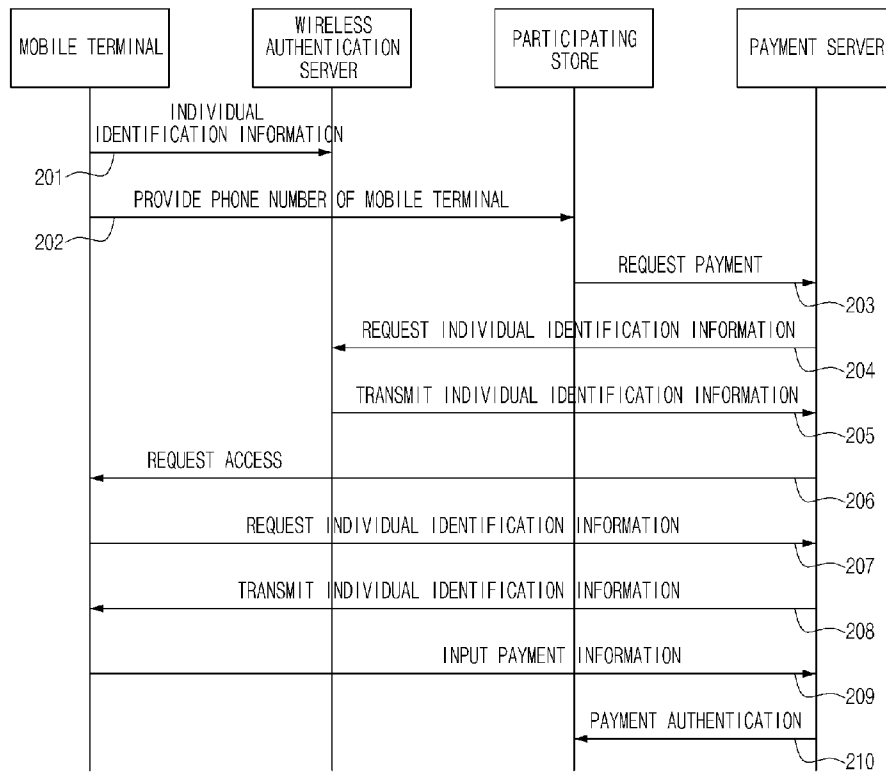 MOBILE TERMINAL
WIRELESS
AUTHENTICATION
SERVER
PARTICIPATING
STORE
PAYMENT SERVER
INDIVIDUAL
IDENTIFICATION INFORMATION
201
PROVIDE PHONE NUMBER OF MOBILE TERMINAL
202
REQUEST PAYMENT
203
REQUEST INDIVIDUAL IDENTIFICATION INFORMATION
204
TRANSMIT INDIVIDUAL IDENTIFICATION INFORMATION
205
REQUEST ACCESS
206
REQUEST INDIVIDUAL IDENTIFICATION INFORMATION
207
TRANSMIT INDIVIDUAL IDENTIFICATION INFORMATION
208
INPUT PAYMENT INFORMATION
209
PAYMENT AUTHENTICATION
210